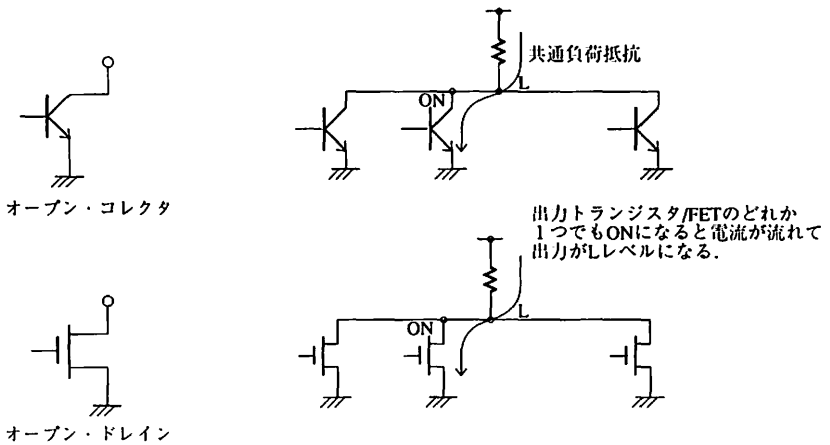 共通負荷抵抗
ON
L
オープン・コレクタ
出力トランジスタ/FETのどれか
1つでもONになると電流が流れて
出力がLレベルになる.
ON
L
オープン・ドレイン